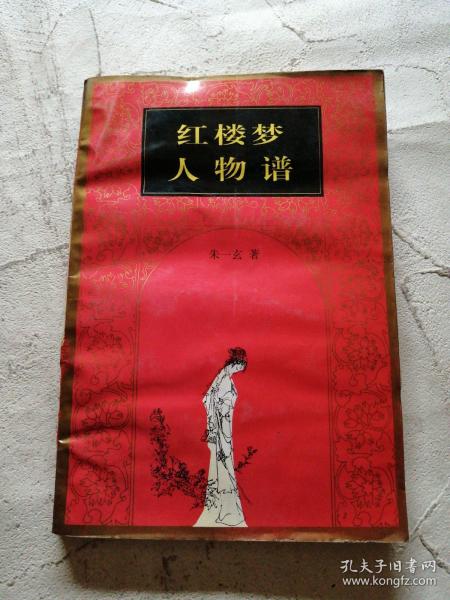 红楼梦
人物谱
朱一玄 著
孔夫子旧书网
www.kongfz.com